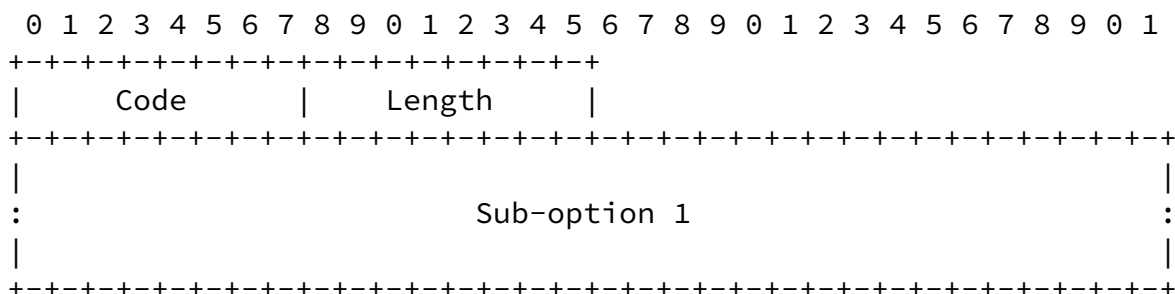 0 1 2 3 4 5 6 7 8 9 0 1 2 3 4 5 6 7 8 9 0 1 2 3 4 5 6 7 8 9 0 1
+-+-+-+-+-+-+-+-+-+-+-+-+-+-+-+-+
|     Code      |    Length     |
+-+-+-+-+-+-+-+-+-+-+-+-+-+-+-+-+-+-+-+-+-+-+-+-+-+-+-+-+-+-+-+-+
|                                                               |
:                         Sub-option 1                          :
|                                                               |
+-+-+-+-+-+-+-+-+-+-+-+-+-+-+-+-+-+-+-+-+-+-+-+-+-+-+-+-+-+-+-+-+